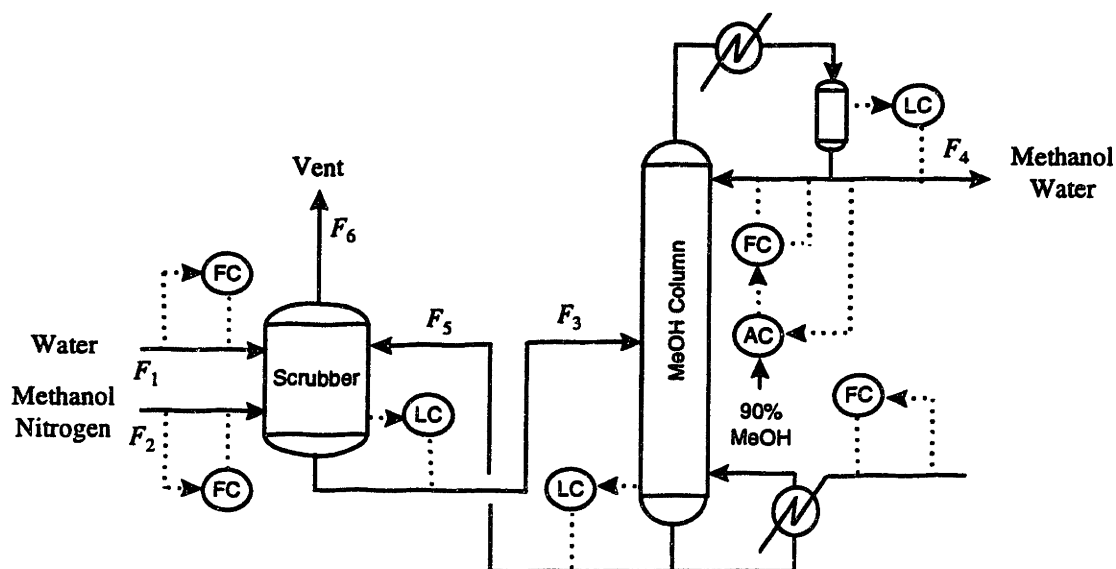 LC
F4
Methanol
Water
Vent
F6
FC
MeOH Column
FC
F5
F3
Water
F1
Scrubber
AC
Methanol
Nitrogen
F2
LC
90%
MeOH
FC
FC
LC